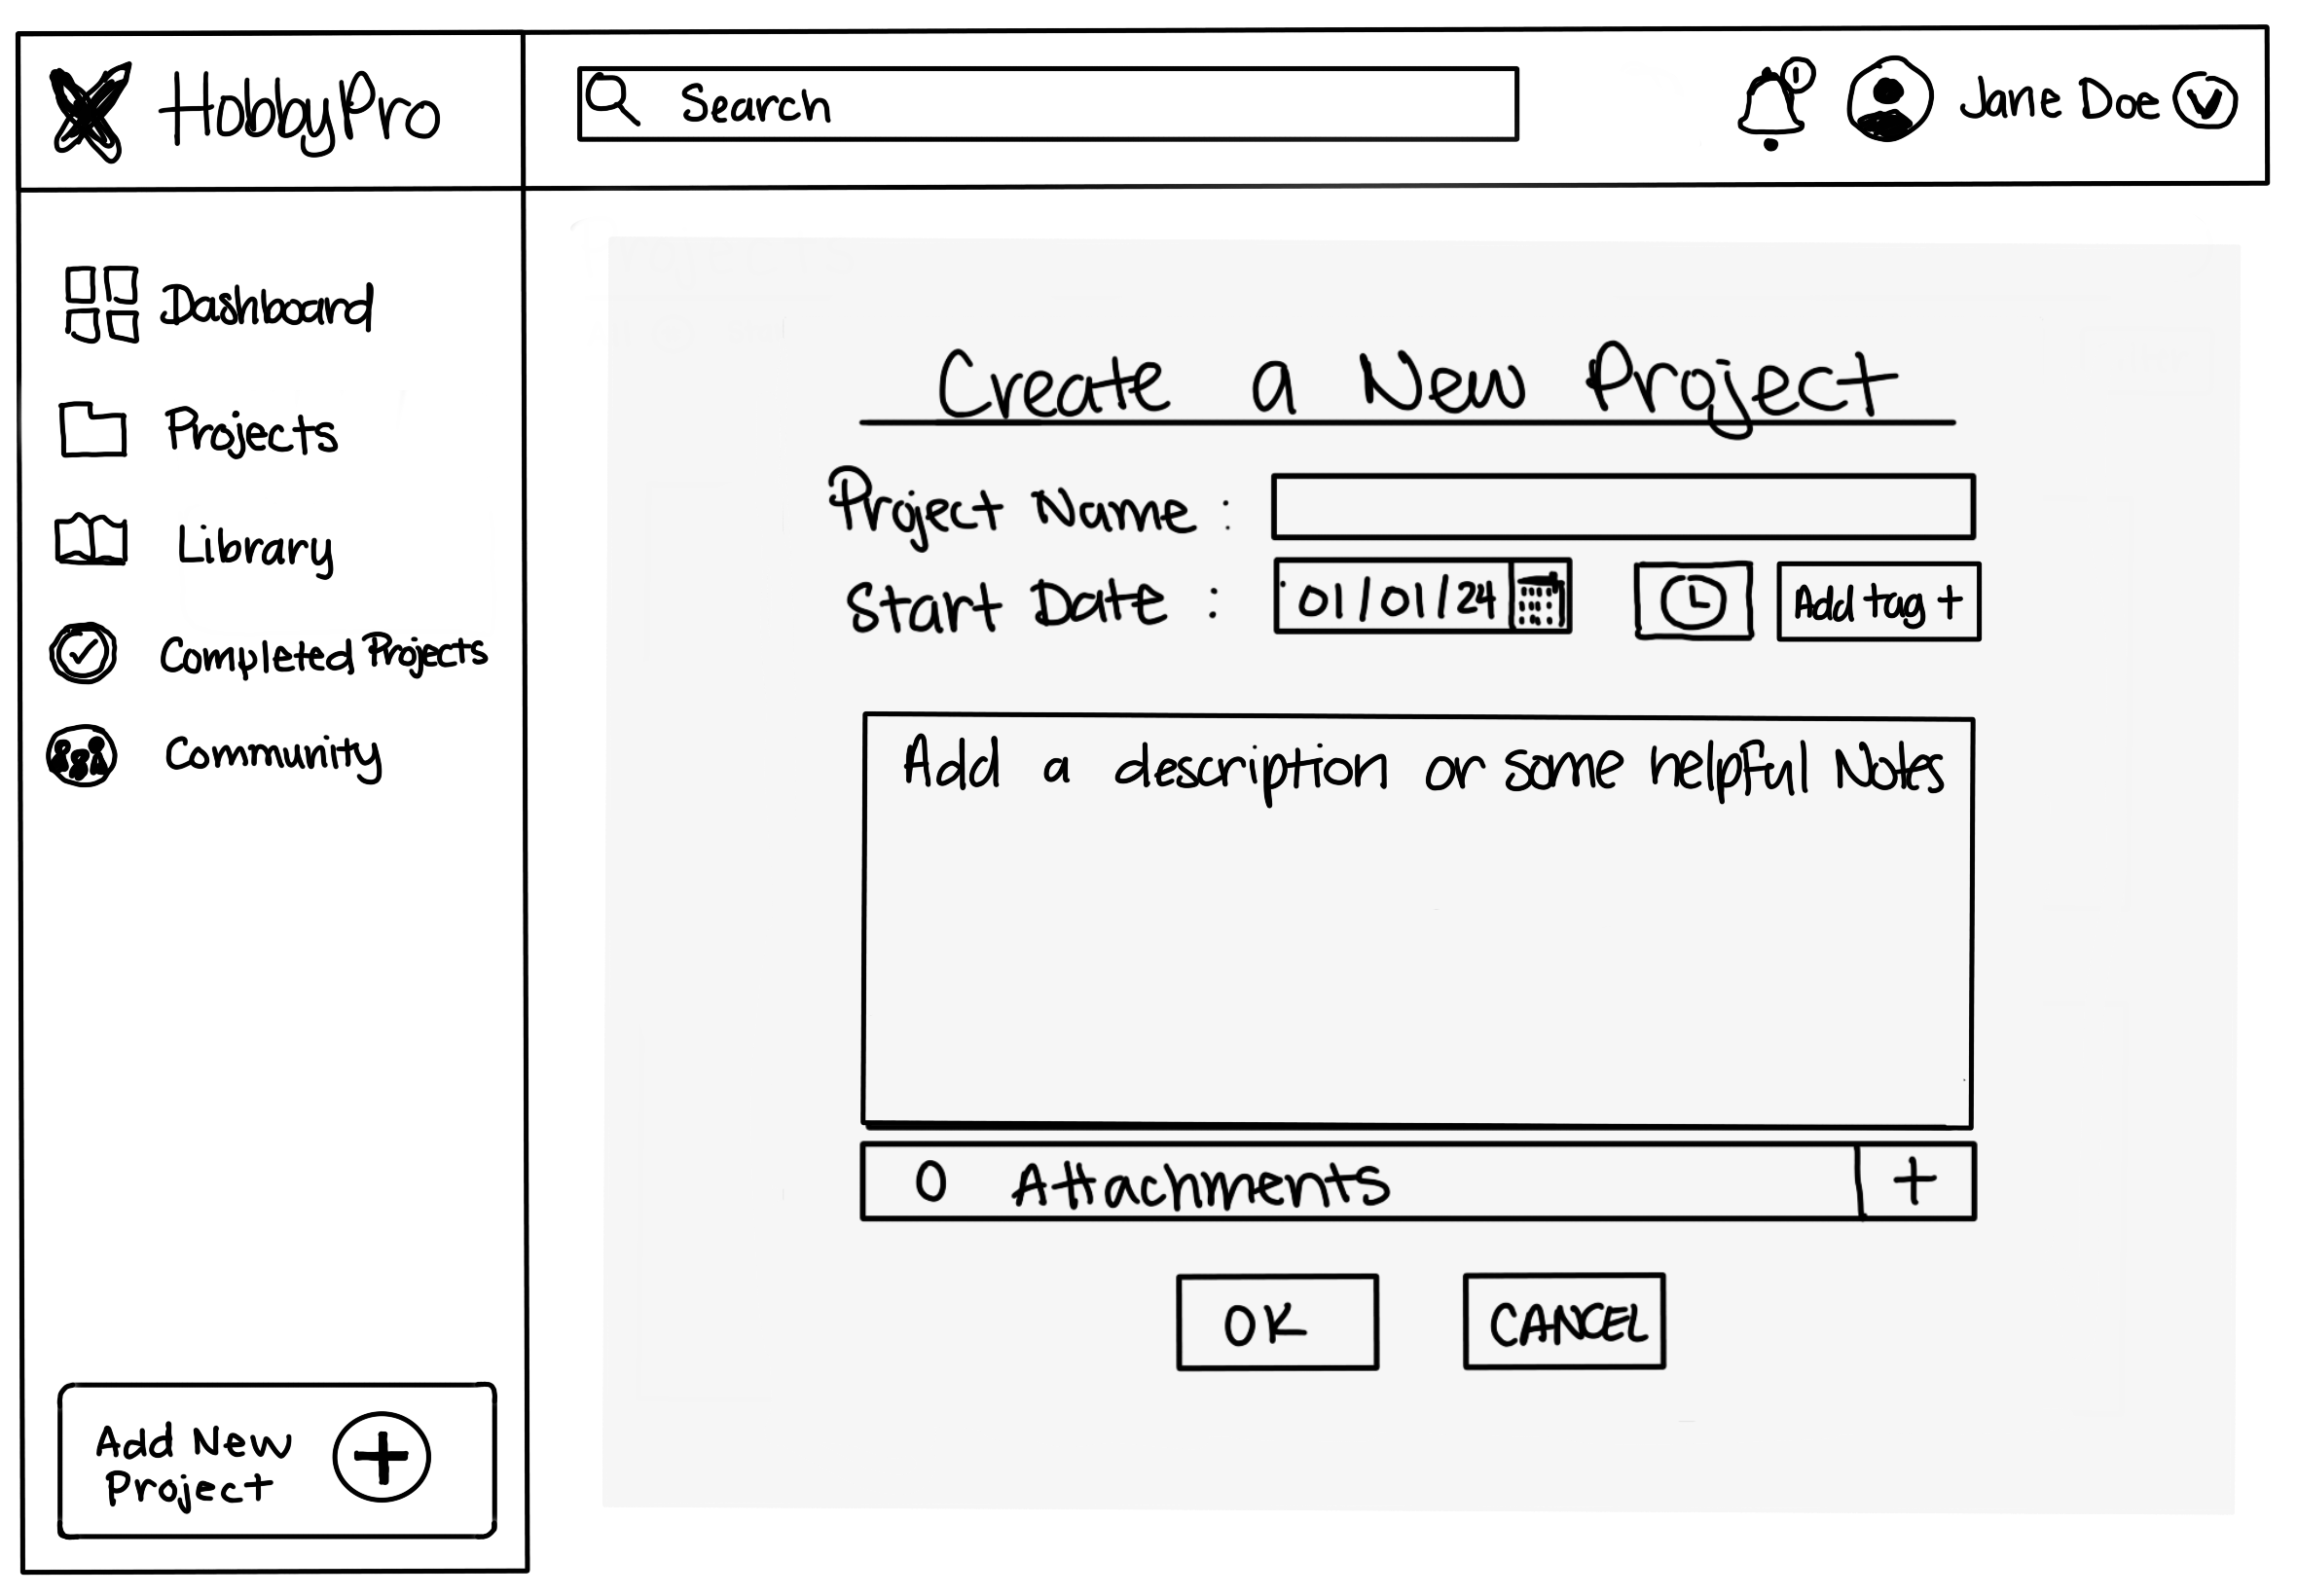 HobbyPro
Search
Jane Doe
Dashboard
Projects
Library
Completed Projects
Community
Add New
Project
Create a New Project
Project Name :
Start Date : 01/01/24 Add tag +
Add a description or some helpful Notes
0 Attachments +
OK CANCEL